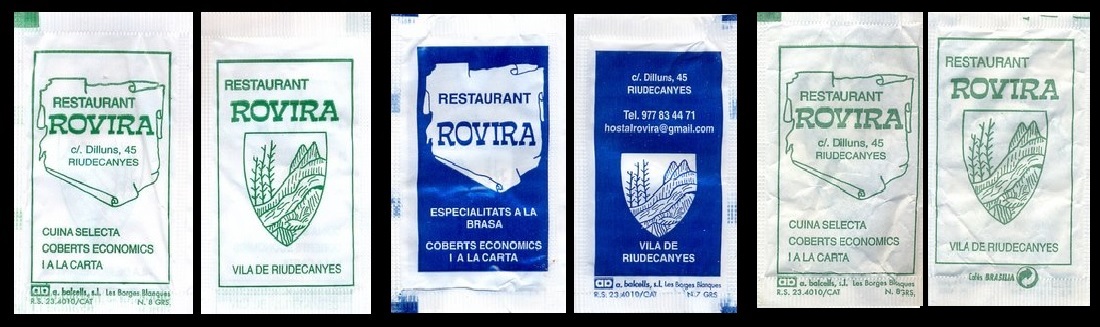 RESTAURANT
ROVIRA
c/. Dilluns, 45
RIUDECANYES
CUINA SELECTA
COBERTS ECONOMICS
I A LA CARTA
a. balcells, s.l. Les Borges Blanques
R.S. 23.4010/CAT N. 8 GRS.
RESTAURANT
ROVIRA
VILA DE RIUDECANYES
RESTAURANT
ROVIRA
ESPECIALITATS A LA
BRASA
COBERTS ECONOMICS
I A LA CARTA
c/. Dilluns, 45
RIUDECANYES
Tel. 977 83 44 71
hostalrovira@gmail.com
VILA DE
RIUDECANYES
a. balcells, s.l. Les Borges Blanques
R.S. 23.4010/CAT N. 7 GRS.
RESTAURANT
ROVIRA
c/. Dilluns, 45
RIUDECANYES
CUINA SELECTA
COBERTS ECONOMICS
I A LA CARTA
a. balcells, s.l. Les Borges Blanques
R.S. 23.4010/CAT N. 8 GRS.
RESTAURANT
ROVIRA
VILA DE RIUDECANYES
Cafés BRASILIA